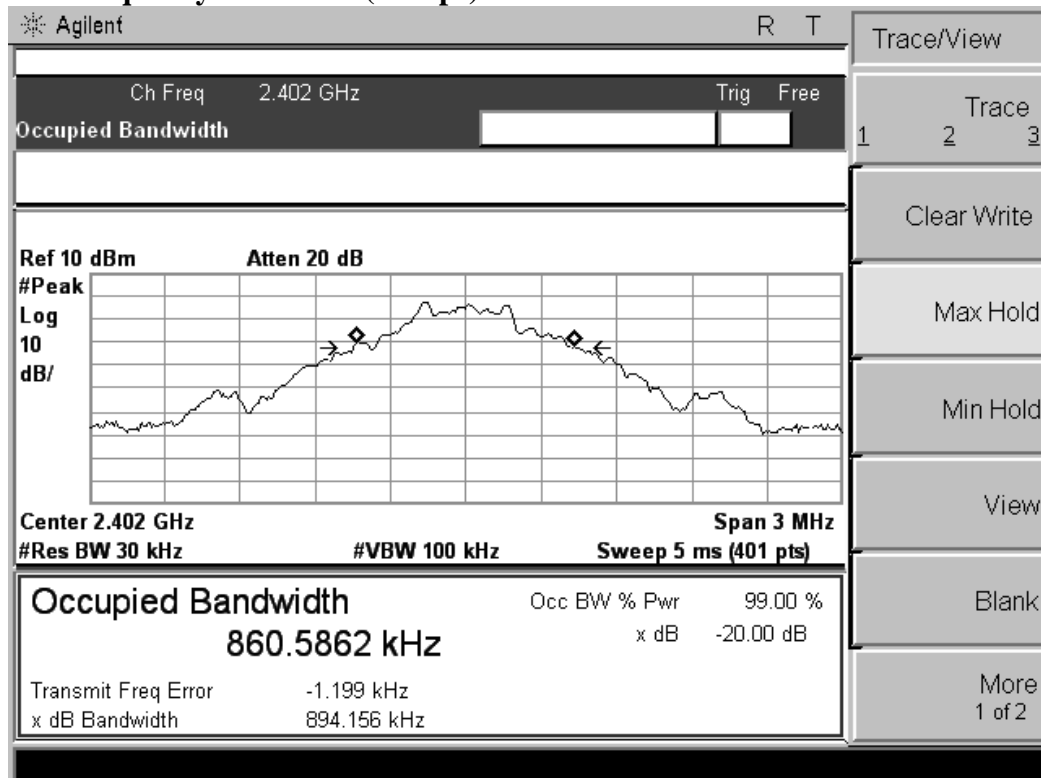 Agilent R T
Trace/View
Ch Freq 2.402 GHz Trig Free
Occupied Bandwidth
Trace
1 2 3
Clear Write
Max Hold
Min Hold
View
Blank
More
1 of 2
Ref 10 dBm Atten 20 dB
#Peak
Log
10
dB/
Center 2.402 GHz Span 3 MHz
#Res BW 30 kHz #VBW 100 kHz Sweep 5 ms (401 pts)
Occupied Bandwidth
860.5862 kHz
Occ BW % Pwr 99.00 %
x dB -20.00 dB
Transmit Freq Error -1.199 kHz
x dB Bandwidth 894.156 kHz